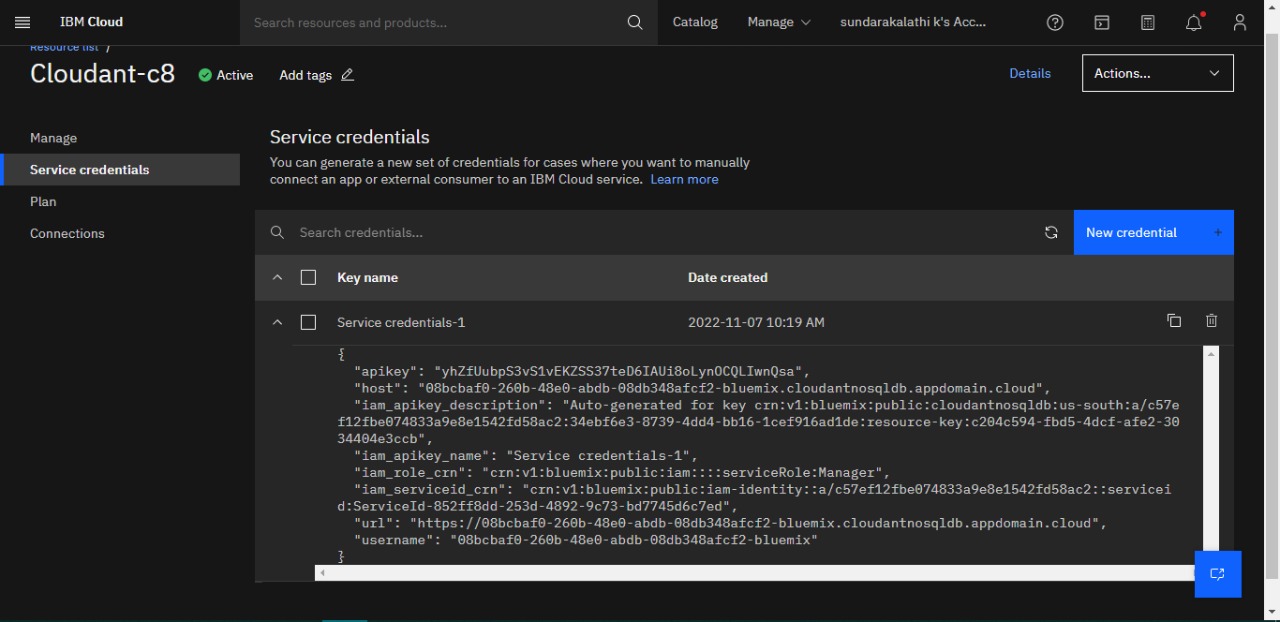 IBM Cloud
Search resources and products...
Catalog
Manage
sundarakalathi k's Acc...
Resource list /
Cloudant-c8
Active
Add tags
Details
Actions...
Manage
Service credentials
Plan
Connections
Service credentials
You can generate a new set of credentials for cases where you want to manually
connect an app or external consumer to an IBM Cloud service. Learn more
Search credentials...
New credential +
Key name
Date created
Service credentials-1
2022-11-07 10:19 AM
{
"apikey": "yhZfUubpS3vS1vEKZSS37teD6IAUi8oLynOCQLIwnQsa",
"host": "08bcbaf0-260b-48e0-abdb-08db348afcf2-bluemix.cloudantnosqldb.appdomain.cloud",
"iam_apikey_description": "Auto-generated for key crn:v1:bluemix:public:cloudantnosqldb:us-south:a/c57e
f12fbe074833a9e8e1542fd58ac2:34ebf6e3-8739-4dd4-bb16-1cef916ad1de:resource-key:c204c594-fbd5-4dcf-afe2-30
34404e3ccb",
"iam_apikey_name": "Service credentials-1",
"iam_role_crn": "crn:v1:bluemix:public:iam::::serviceRole:Manager",
"iam_serviceid_crn": "crn:v1:bluemix:public:iam-identity::a/c57ef12fbe074833a9e8e1542fd58ac2::servicei
d:ServiceId-852ff8dd-253d-4892-9c73-bd7745d6c7ed",
"url": "https://08bcbaf0-260b-48e0-abdb-08db348afcf2-bluemix.cloudantnosqldb.appdomain.cloud",
"username": "08bcbaf0-260b-48e0-abdb-08db348afcf2-bluemix"
}